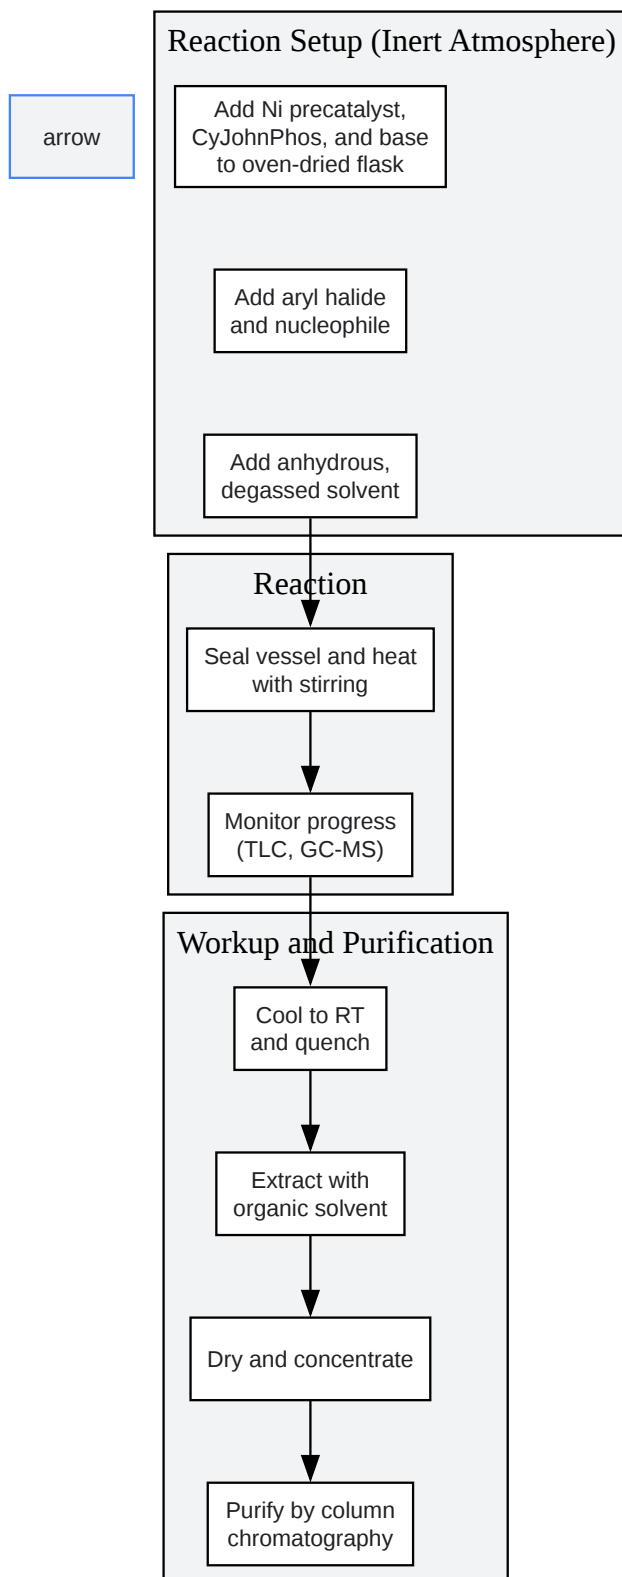 Reaction Setup (Inert Atmosphere)
arrow
Add Ni precatalyst,
CyJohnPhos, and base
to oven-dried flask
Add aryl halide
and nucleophile
Add anhydrous,
degassed solvent
Reaction
Seal vessel and heat
with stirring
Monitor progress
(TLC, GC-MS)
Workup and Purification
Cool to RT
and quench
Extract with
organic solvent
Dry and concentrate
Purify by column
chromatography